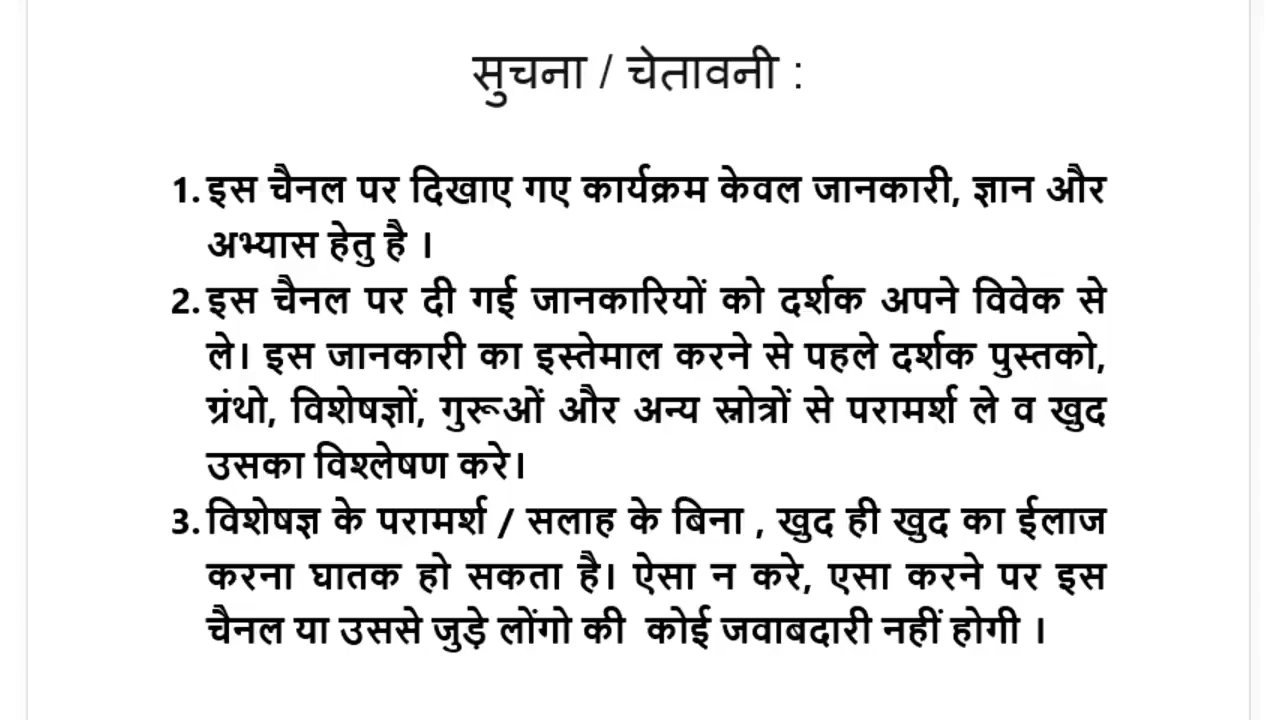 सुचना / चेतावनी :
1. इस चैनल पर दिखाए गए कार्यक्रम केवल जानकारी, ज्ञान और
अभ्यास हेतु है ।
2. इस चैनल पर दी गई जानकारियों को दर्शक अपने विवेक से
ले। इस जानकारी का इस्तेमाल करने से पहले दर्शक पुस्तको,
ग्रंथो, विशेषज्ञों, गुरूओं और अन्य स्रोत्रों से परामर्श ले व खुद
उसका विश्लेषण करे।
3. विशेषज्ञ के परामर्श / सलाह के बिना , खुद ही खुद का ईलाज
करना घातक हो सकता है। ऐसा न करे, एसा करने पर इस
चैनल या उससे जुड़े लोंगो की कोई जवाबदारी नहीं होगी ।